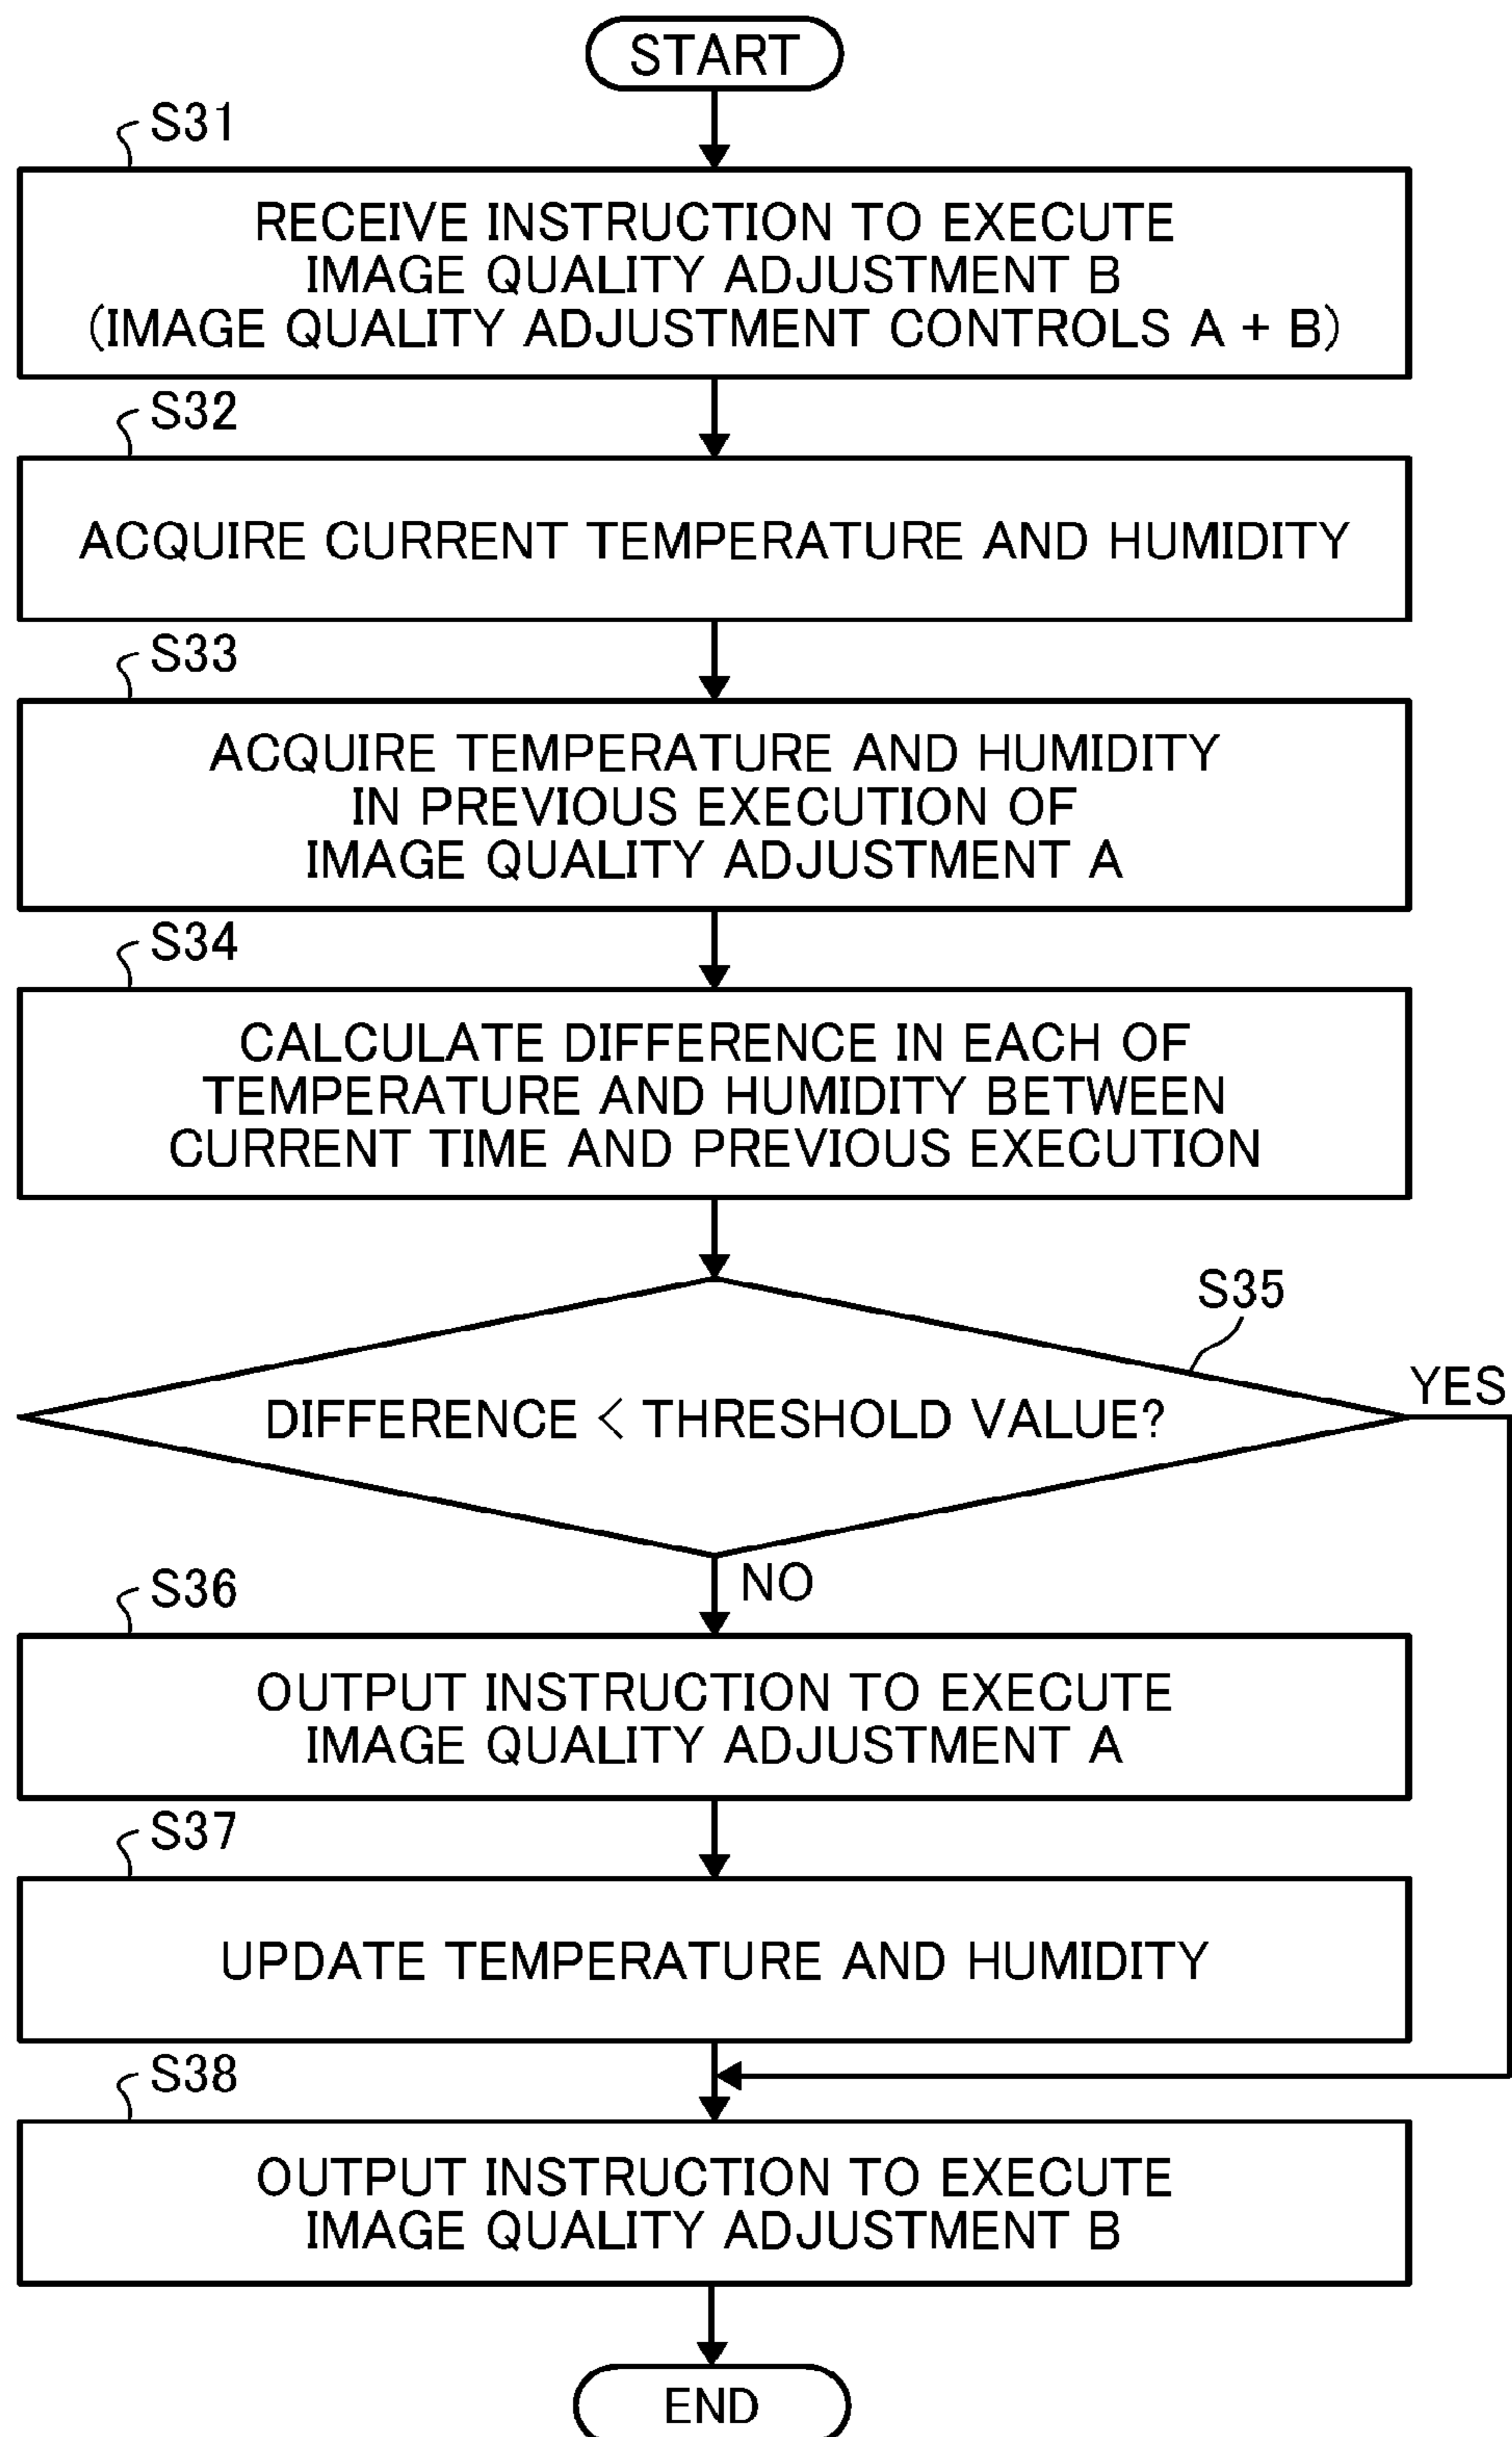 START
S31
RECEIVE INSTRUCTION TO EXECUTE
IMAGE QUALITY ADJUSTMENT B
(IMAGE QUALITY ADJUSTMENT CONTROLS A + B)
S32
ACQUIRE CURRENT TEMPERATURE AND HUMIDITY
S33
ACQUIRE TEMPERATURE AND HUMIDITY
IN PREVIOUS EXECUTION OF
IMAGE QUALITY ADJUSTMENT A
S34
CALCULATE DIFFERENCE IN EACH OF
TEMPERATURE AND HUMIDITY BETWEEN
CURRENT TIME AND PREVIOUS EXECUTION
S35
DIFFERENCE < THRESHOLD VALUE?
YES
NO
S36
OUTPUT INSTRUCTION TO EXECUTE
IMAGE QUALITY ADJUSTMENT A
S37
UPDATE TEMPERATURE AND HUMIDITY
S38
OUTPUT INSTRUCTION TO EXECUTE
IMAGE QUALITY ADJUSTMENT B
END